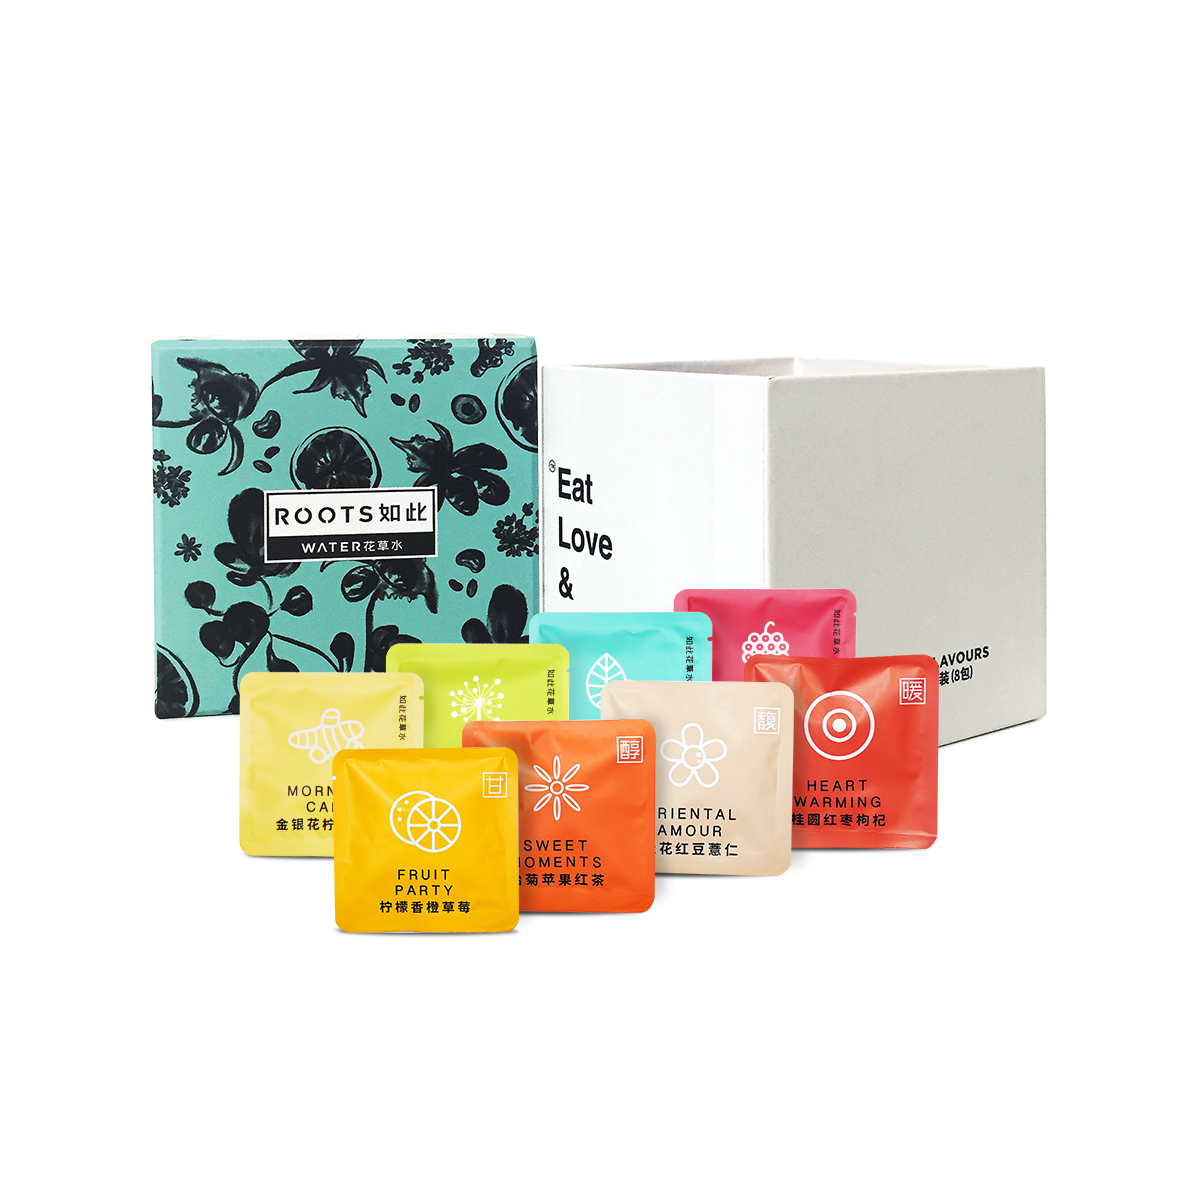 ROOTS如此
WATER花草水
TM
Eat
Love
&
AVOURS
装(8包)
如此花草水
如此花草水
如此花草水
如此花草水
暖
HEART
WARMING
桂圆红枣枸杞
馥
RIENTAL
AMOUR
花红豆薏仁
醇
SWEET
MOMENTS
菊苹果红茶
MORN
CA
金银花柠
甘
FRUIT
PARTY
柠檬香橙草莓